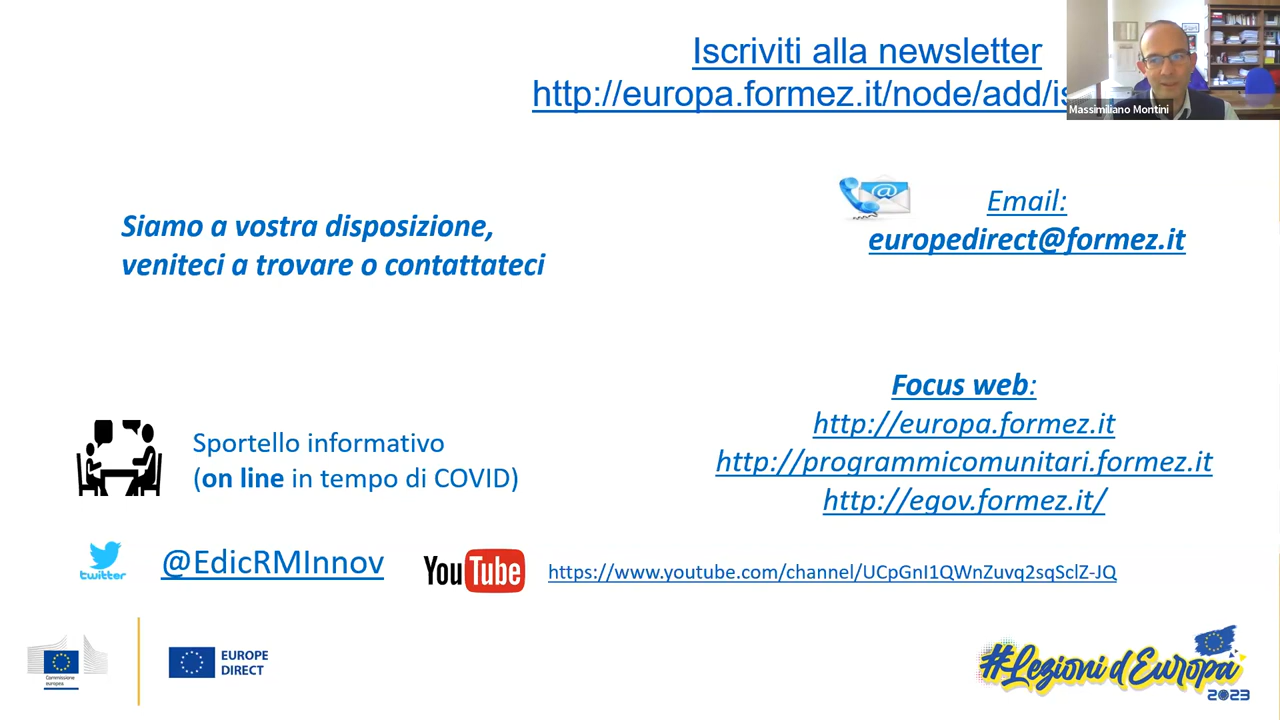 Iscriviti alla newsletter
http://europa.formez.it/node/add/is
Massimiliano Montini
Siamo a vostra disposizione,
veniteci a trovare o contattateci
Email:
europedirect@formez.it
Focus web:
http://europa.formez.it
http://programmicomunitari.formez.it
http://egov.formez.it/
Sportello informativo
(on line in tempo di COVID)
twitter
@EdicRMInnov
YouTube
https://www.youtube.com/channel/UCpGnI1QWnZuvq2sqSclZ-JQ
Commissione
europea
EUROPE
DIRECT
#Lezioni d'Europa
2023